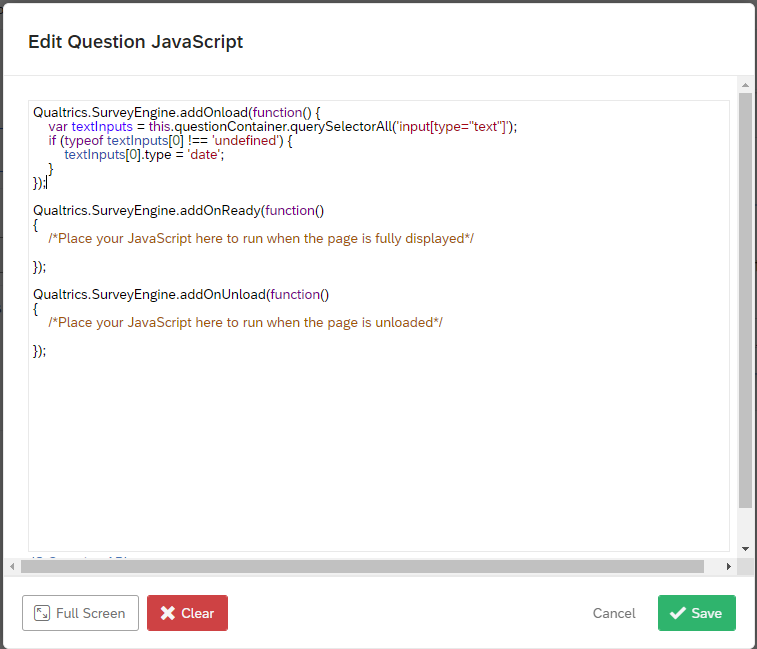 Edit Question JavaScript
Qualtrics.SurveyEngine.addOnload(function() {
var textInputs = this.questionContainer.querySelectorAll('input[type="text"]');
if (typeof textInputs[0] !== 'undefined') {
textInputs[0].type = 'date';
}
});
Qualtrics.SurveyEngine.addOnReady(function()
{
/*Place your JavaScript here to run when the page is fully displayed*/
});
Qualtrics.SurveyEngine.addOnUnload(function()
{
/*Place your JavaScript here to run when the page is unloaded*/
});
Full Screen
Clear
Cancel
Save